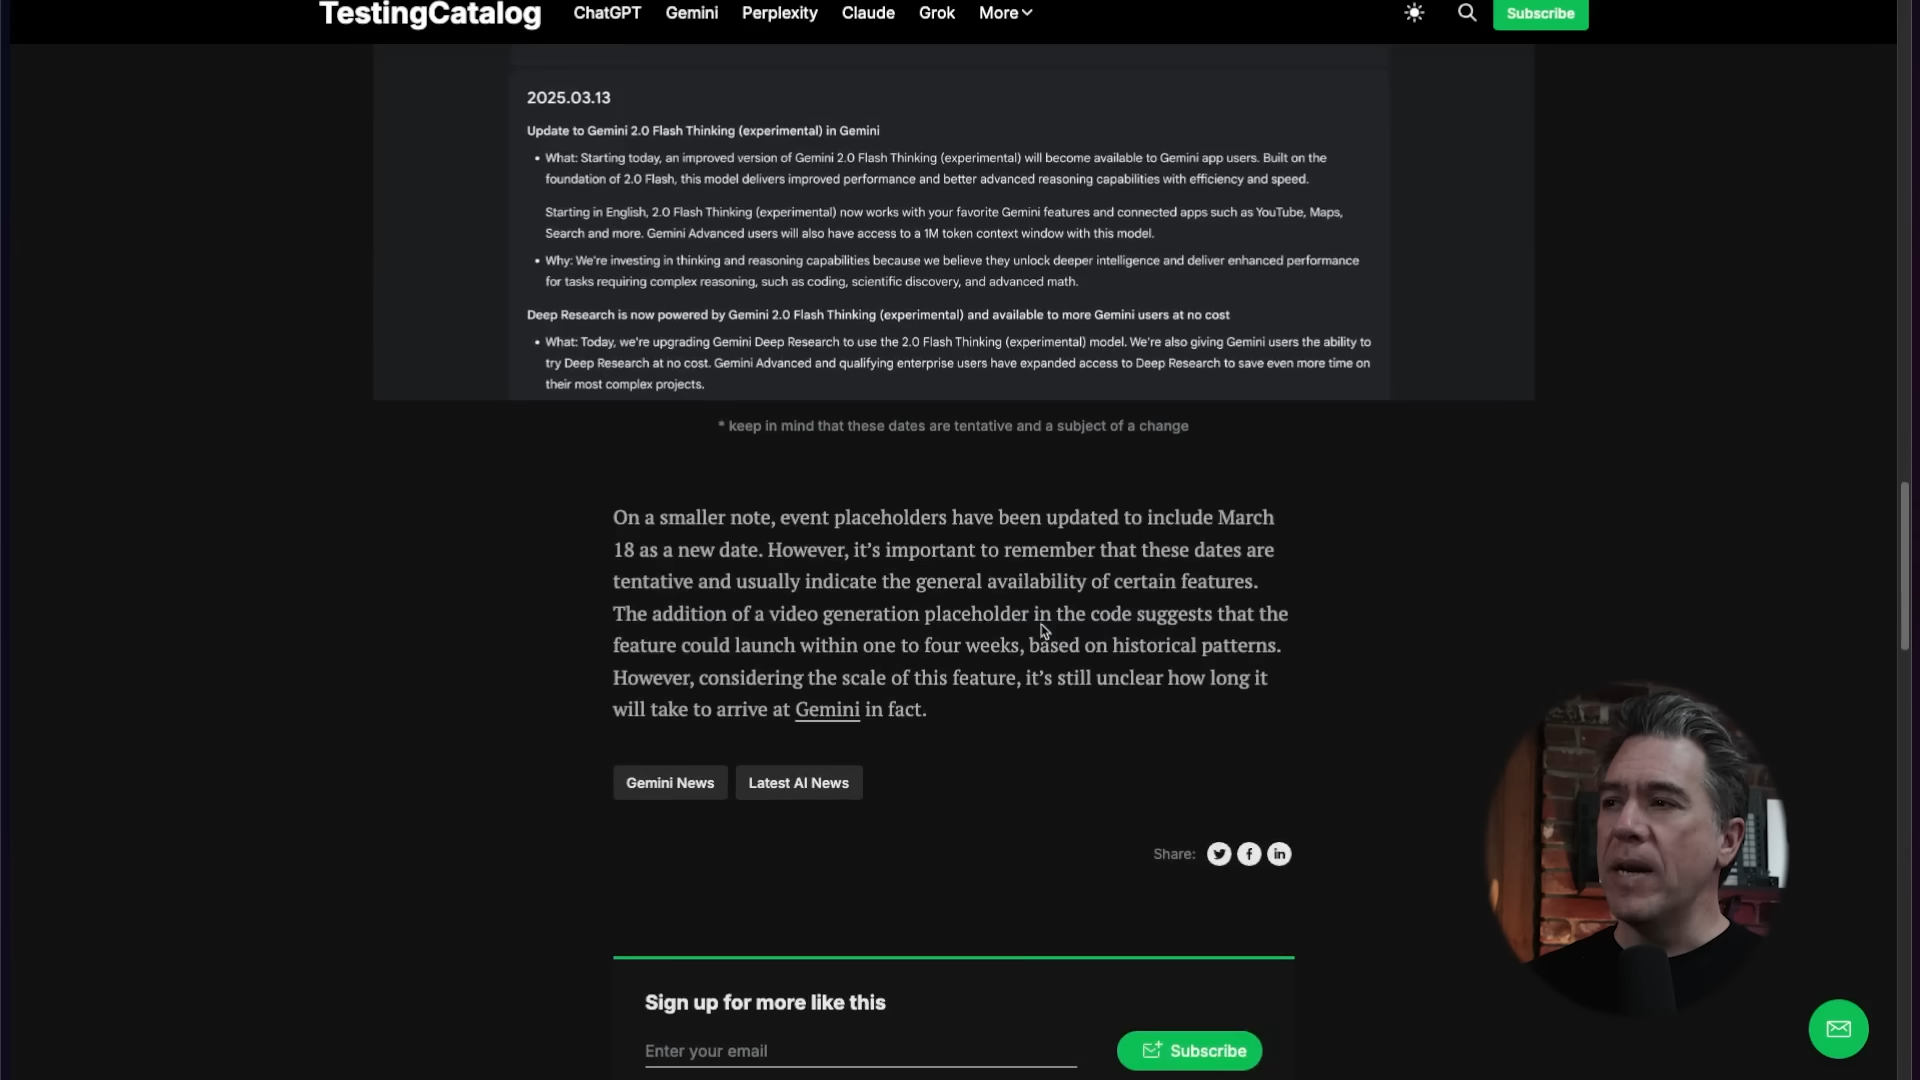 TestingCatalog ChatGPT Gemini Perplexity Claude Grok More Subscribe
2025.03.13
Update to Gemini 2.0 Flash Thinking (experimental) in Gemini
• What: Starting today, an improved version of Gemini 2.0 Flash Thinking (experimental) will become available to Gemini app users. Built on the
foundation of 2.0 Flash, this model delivers improved performance and better advanced reasoning capabilities with efficiency and speed.
Starting in English, 2.0 Flash Thinking (experimental) now works with your favorite Gemini features and connected apps such as YouTube, Maps,
Search and more. Gemini Advanced users will also have access to a 1M token context window with this model.
• Why: We're investing in thinking and reasoning capabilities because we believe they unlock deeper intelligence and deliver enhanced performance
for tasks requiring complex reasoning, such as coding, scientific discovery, and advanced math.
Deep Research is now powered by Gemini 2.0 Flash Thinking (experimental) and available to more Gemini users at no cost
• What: Today, we're upgrading Gemini Deep Research to use the 2.0 Flash Thinking (experimental) model. We're also giving Gemini users the ability to
try Deep Research at no cost. Gemini Advanced and qualifying enterprise users have expanded access to Deep Research to save even more time on
their most complex projects.
* keep in mind that these dates are tentative and a subject of a change
On a smaller note, event placeholders have been updated to include March
18 as a new date. However, it's important to remember that these dates are
tentative and usually indicate the general availability of certain features.
The addition of a video generation placeholder in the code suggests that the
feature could launch within one to four weeks, based on historical patterns.
However, considering the scale of this feature, it's still unclear how long it
will take to arrive at Gemini in fact.
Gemini News Latest AI News
Share:
Sign up for more like this
Enter your email Subscribe